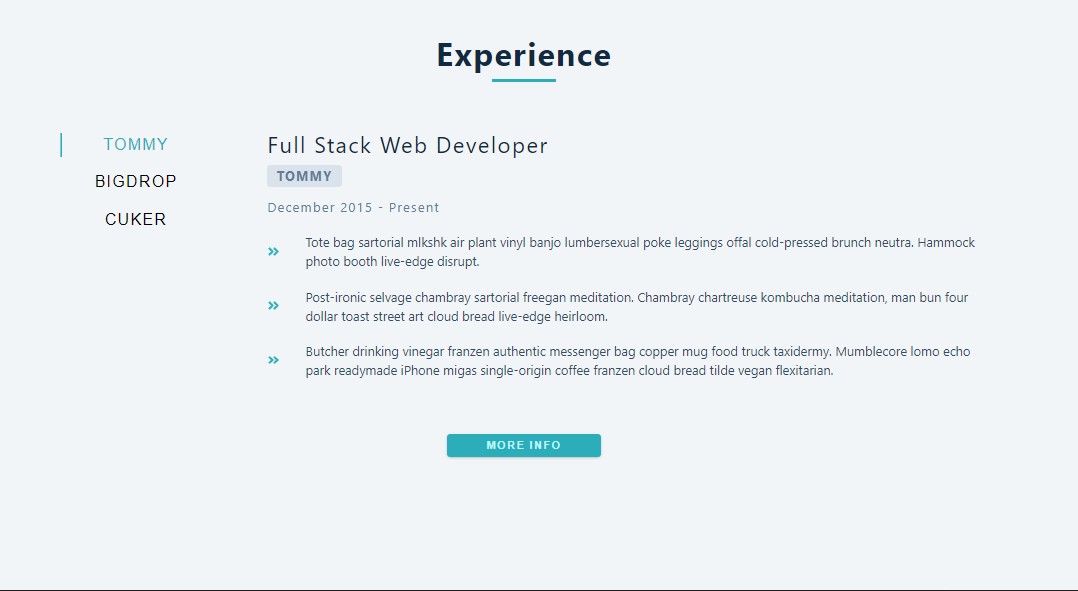 Experience
TOMMY
BIGDROP
CUKER
Full Stack Web Developer
TOMMY
December 2015 - Present
Tote bag sartorial mlkshk air plant vinyl banjo lumbersexual poke leggings offal cold-pressed brunch neutra. Hammock
photo booth live-edge disrupt.
Post-ironic selvage chambray sartorial freegan meditation. Chambray chartreuse kombucha meditation, man bun four
dollar toast street art cloud bread live-edge heirloom.
Butcher drinking vinegar franzen authentic messenger bag copper mug food truck taxidermy. Mumblecore lomo echo
park readymade iPhone migas single-origin coffee franzen cloud bread tilde vegan flexitarian.
MORE INFO